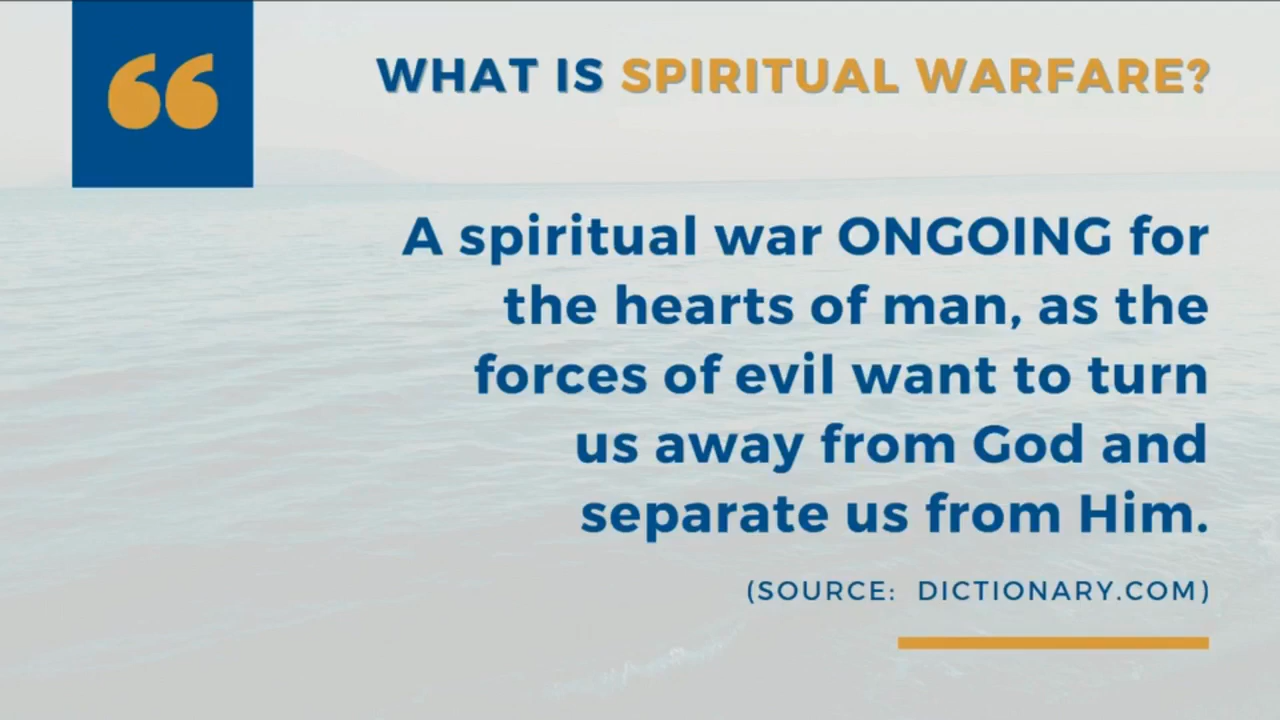 WHAT IS SPIRITUAL WARFARE?
A spiritual war ONGOING for
the hearts of man, as the
forces of evil want to turn
us away from God and
separate us from Him.
(SOURCE: DICTIONARY.COM)